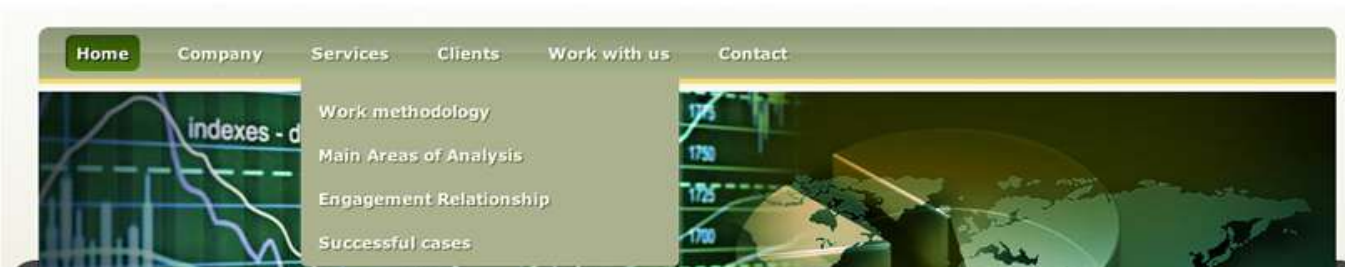 Home Company Services Clients Work with us Contact
Work methodology
indexes - d
Main Areas of Analysis
Engagement Relationship
Successful cases
1775
1750
1725
1700